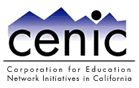 cenic
Corporation for Education
Network Initiatives in California